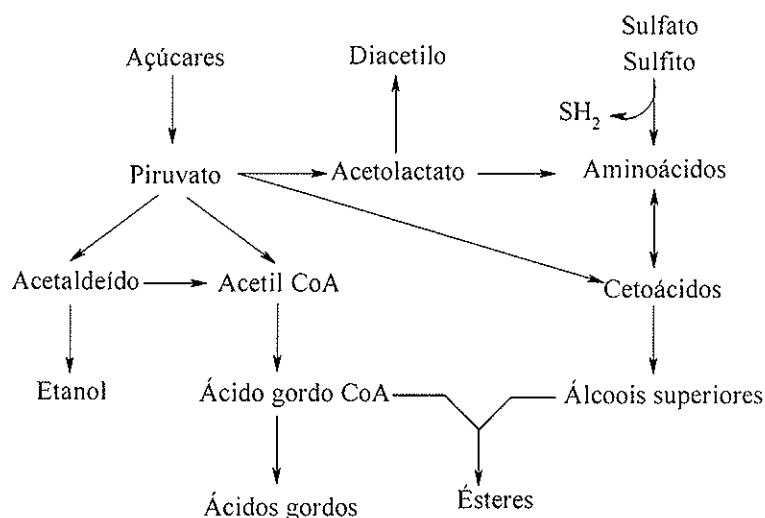 Sulfato
Açúcares
Diacetilo
Sulfito
SH₂
Piruvato
Acetolactato
Aminoácidos
Acetaldeído
Acetil CoA
Cetoácidos
Etanol
Ácido gordo CoA
Álcoois superiores
Ácidos gordos
Ésteres